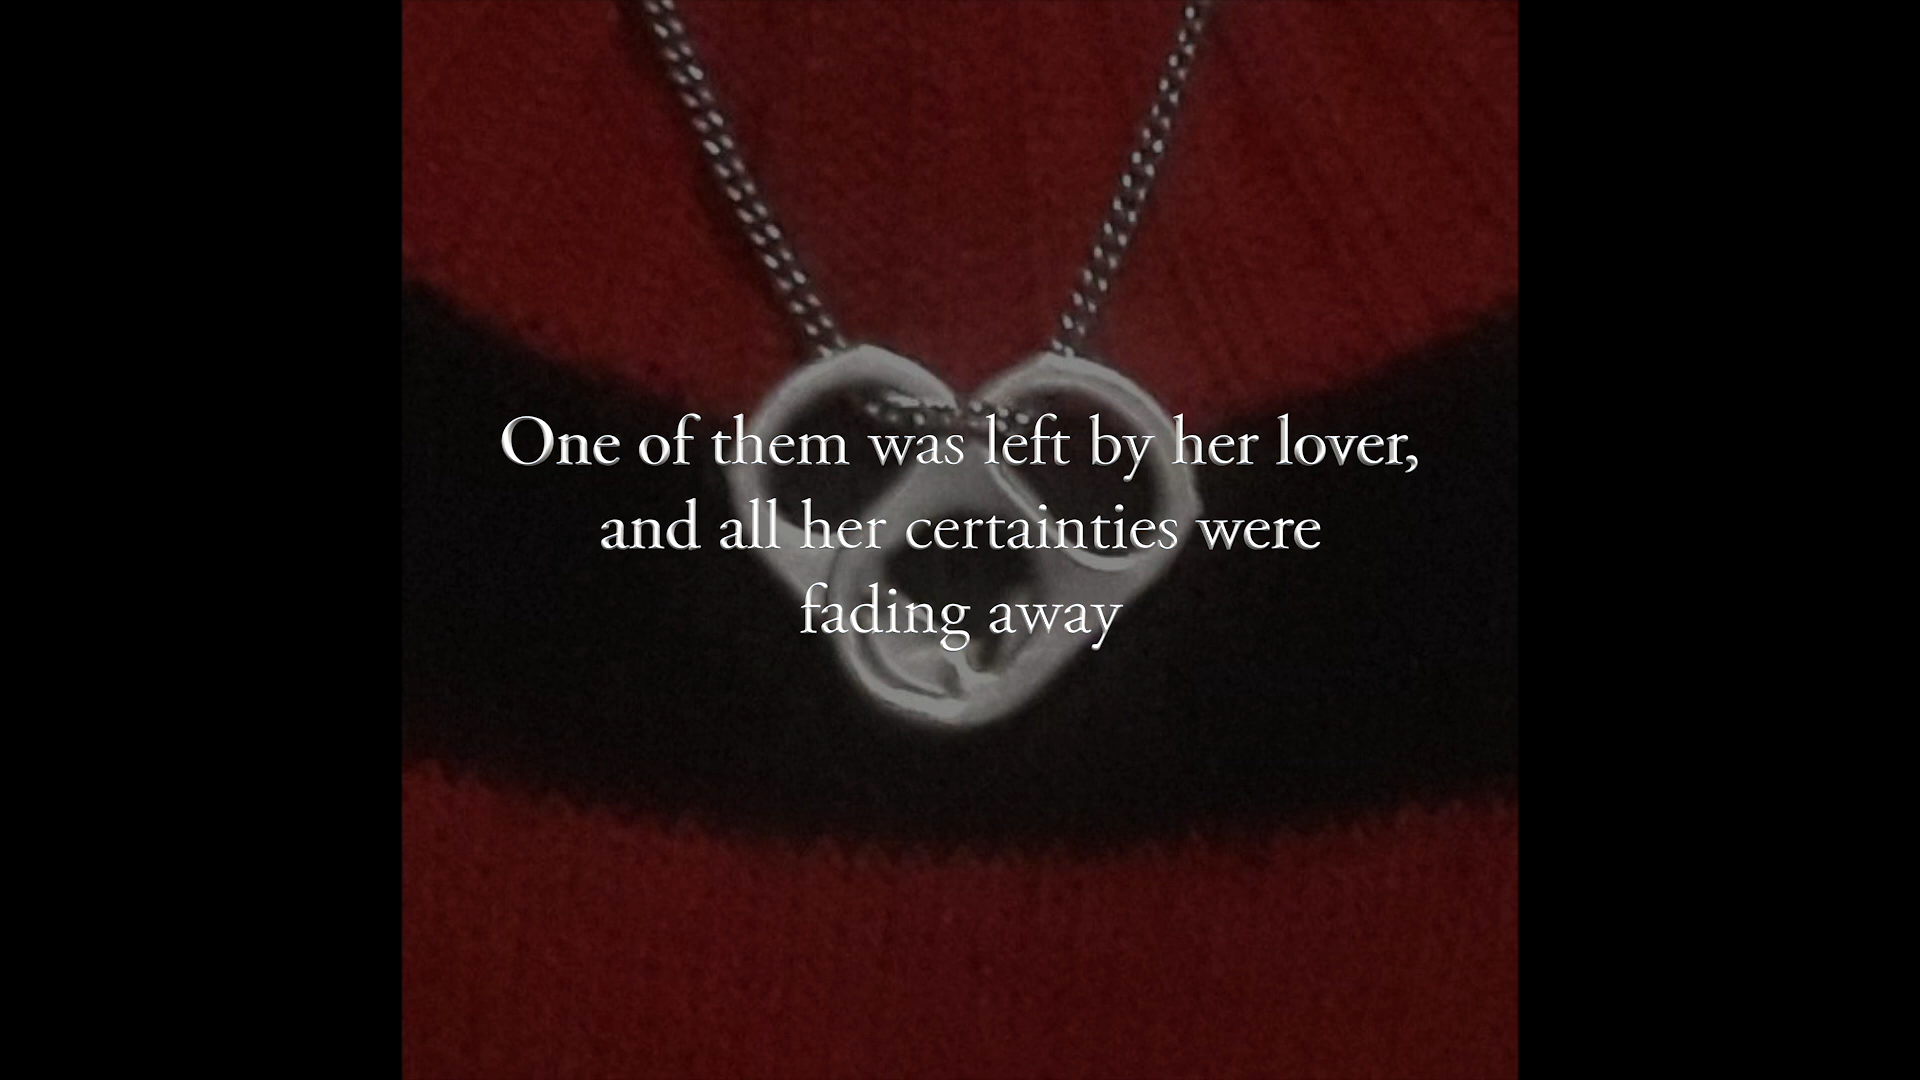 One of them was left by her lover,
and all her certainties were
fading away